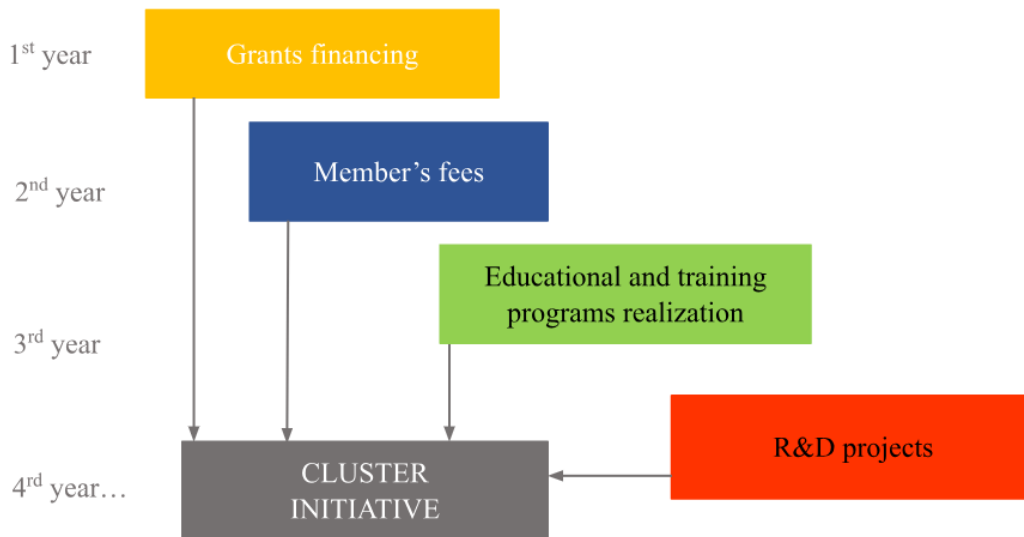 1st year
Grants financing
2nd year
Member’s fees
Educational and training
programs realization
3rd year
R&D projects
4rd year…
CLUSTER
INITIATIVE